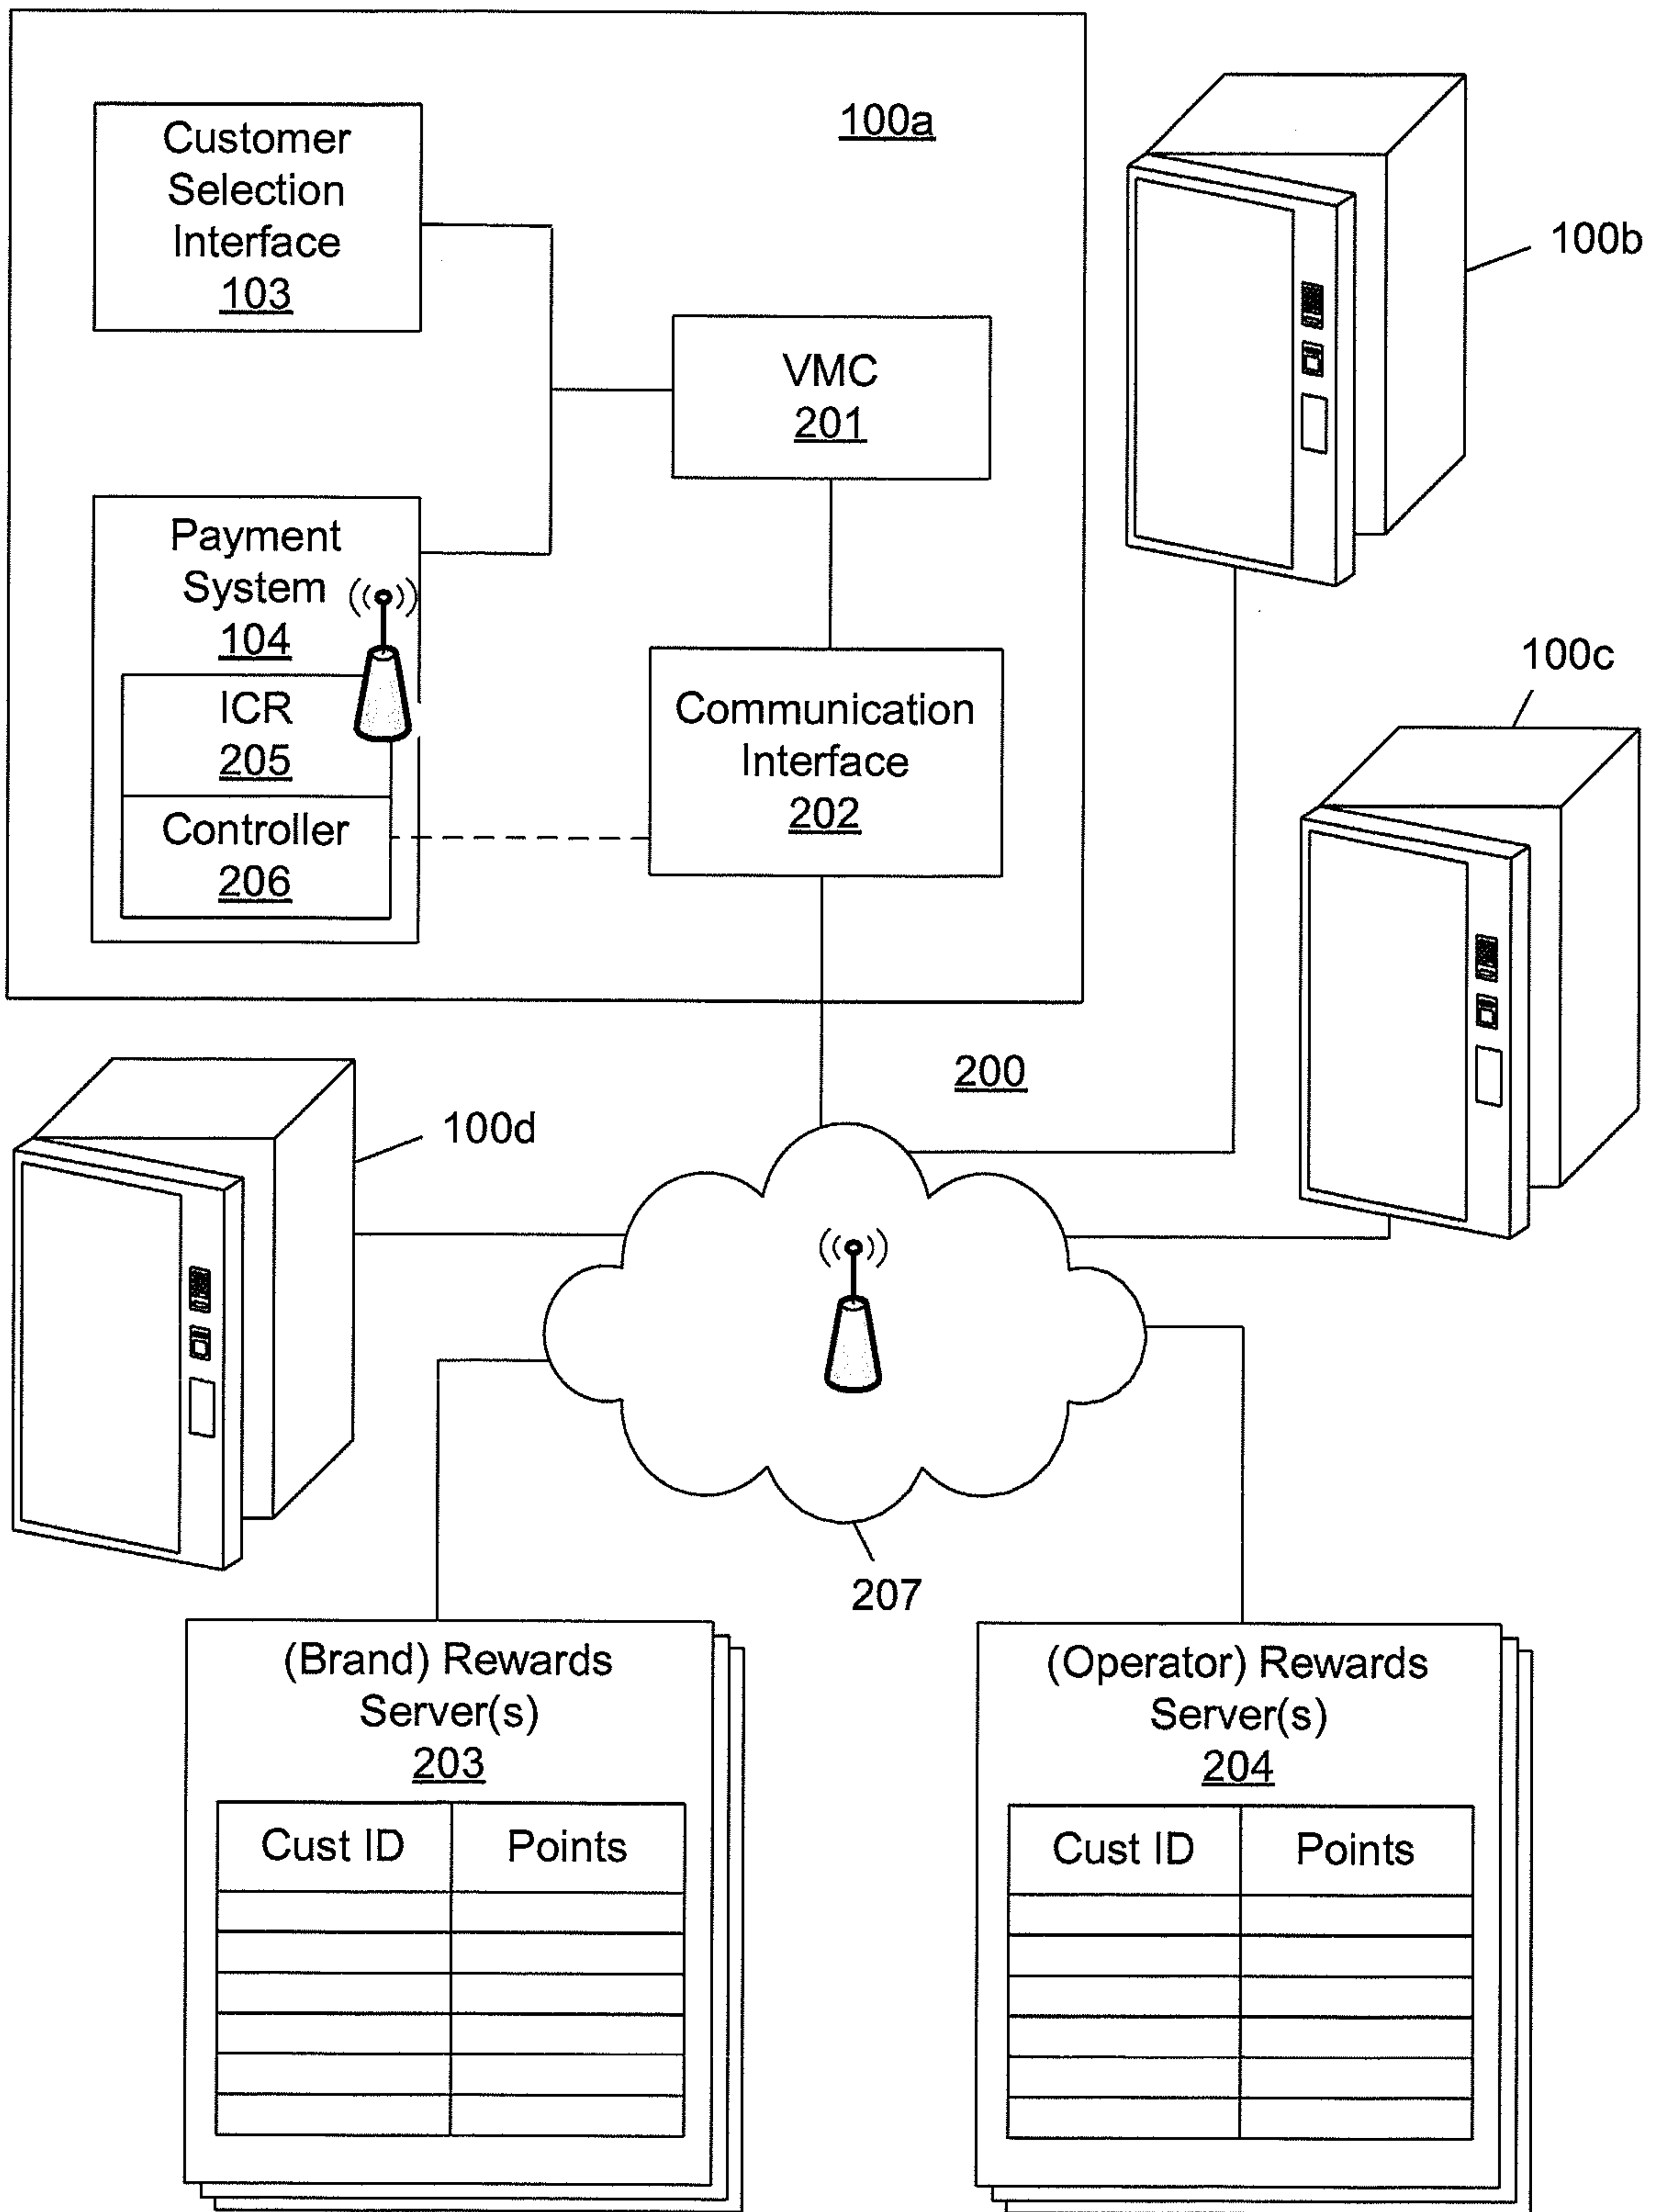 100a
Customer
Selection
Interface
103
100b
VMC
201
Payment
System
104
ICR
205
Controller
206
Communication
Interface
202
100c
200
100d
207
(Brand) Rewards
Server(s)
203
Cust ID Points
(Operator) Rewards
Server(s)
204
Cust ID Points